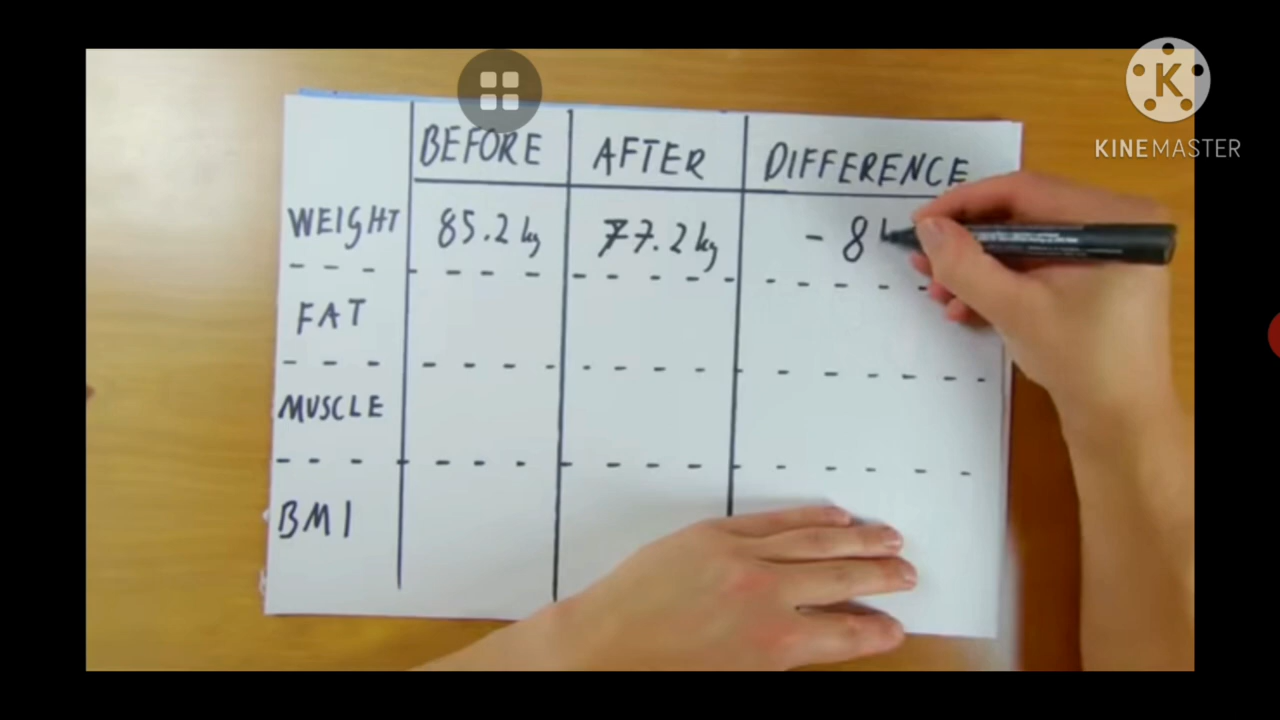 KINEMASTER
BEFORE AFTER DIFFERENCE
WEIGHT 85.2 kg 77.2 kg - 8
FAT
MUSCLE
BMI